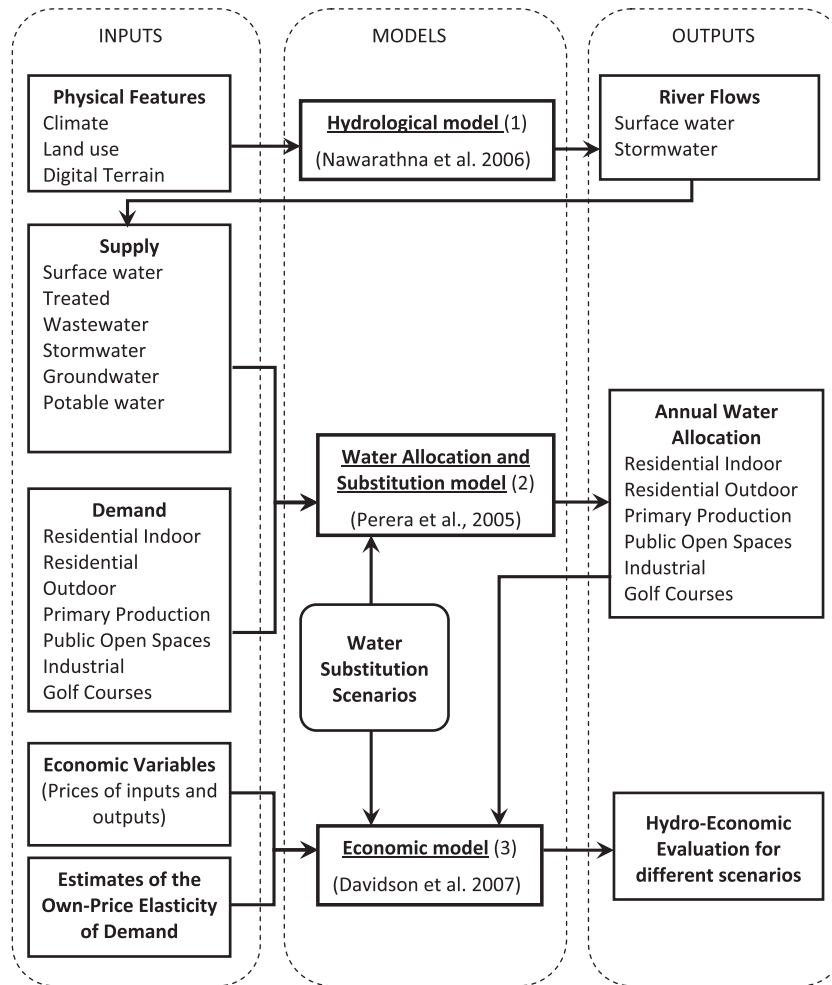 INPUTS
MODELS
OUTPUTS
Physical Features
Climate
Land use
Digital Terrain
Hydrological model (1)
(Nawarathna et al. 2006)
River Flows
Surface water
Stormwater
Supply
Surface water
Treated
Wastewater
Stormwater
Groundwater
Potable water
Demand
Residential Indoor
Residential
Outdoor
Primary Production
Public Open Spaces
Industrial
Golf Courses
Water Allocation and
Substitution model (2)
(Perera et al., 2005)
Annual Water
Allocation
Residential Indoor
Residential Outdoor
Primary Production
Public Open Spaces
Industrial
Golf Courses
Water
Substitution
Scenarios
Economic Variables
(Prices of inputs and
outputs)
Estimates of the
Own-Price Elasticity
of Demand
Economic model (3)
(Davidson et al. 2007)
Hydro-Economic
Evaluation for
different scenarios